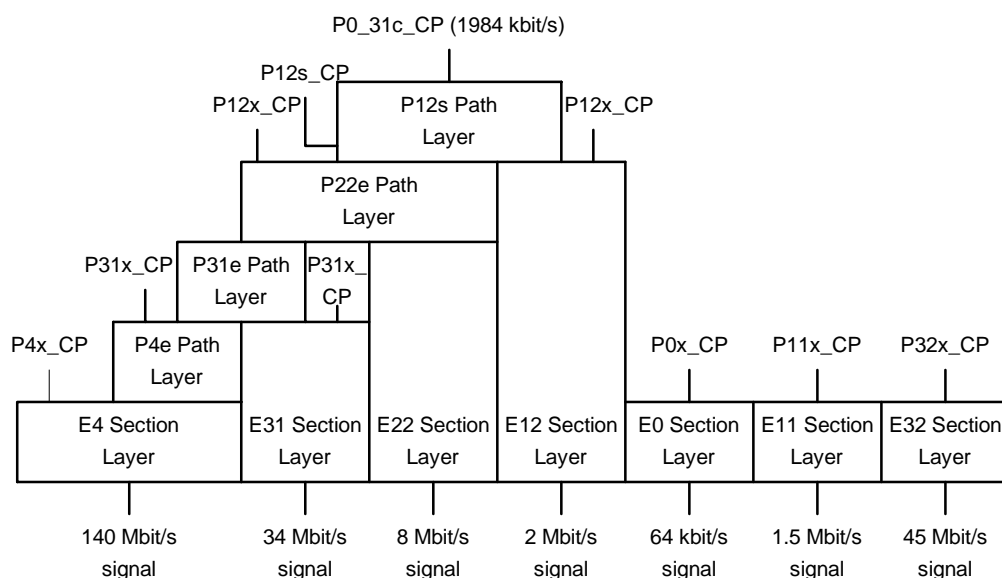 P0_31c_CP (1984 kbit/s)
P12s_CP
P12x_CP
P12s Path
Layer
P12x_CP
P22e Path
Layer
P31x_CP
P31e Path
Layer
P31x_
CP
P4x_CP
P4e Path
Layer
P0x_CP
P11x_CP
P32x_CP
E4 Section
Layer
E31 Section
Layer
E22 Section
Layer
E12 Section
Layer
E0 Section
Layer
E11 Section
Layer
E32 Section
Layer
140 Mbit/s
signal
34 Mbit/s
signal
8 Mbit/s
signal
2 Mbit/s
signal
64 kbit/s
signal
1.5 Mbit/s
signal
45 Mbit/s
signal